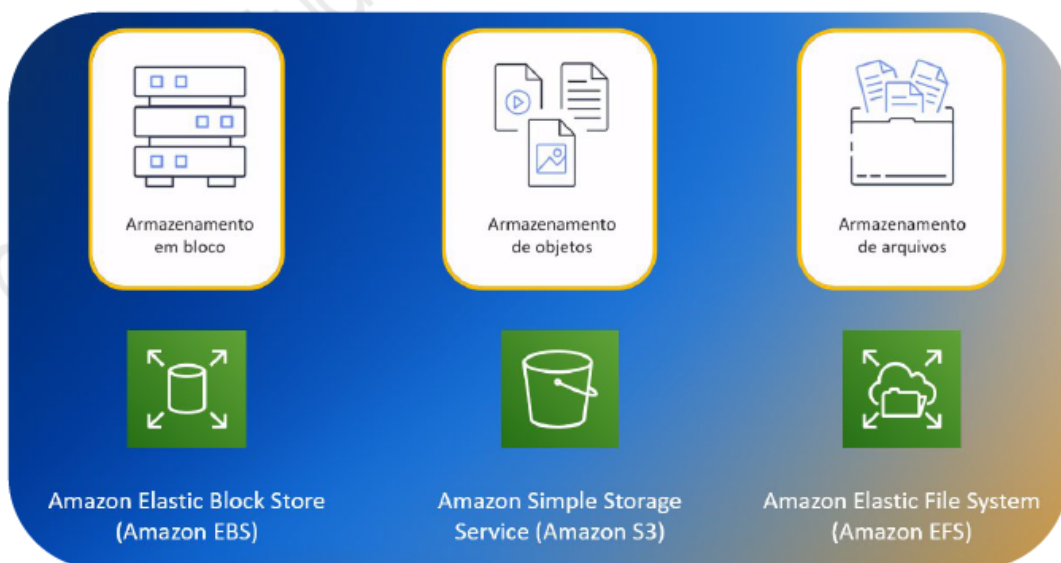 Armazenamento
em bloco
Armazenamento
de objetos
Armazenamento
de arquivos
Amazon Elastic Block Store
(Amazon EBS)
Amazon Simple Storage
Service (Amazon S3)
Amazon Elastic File System
(Amazon EFS)